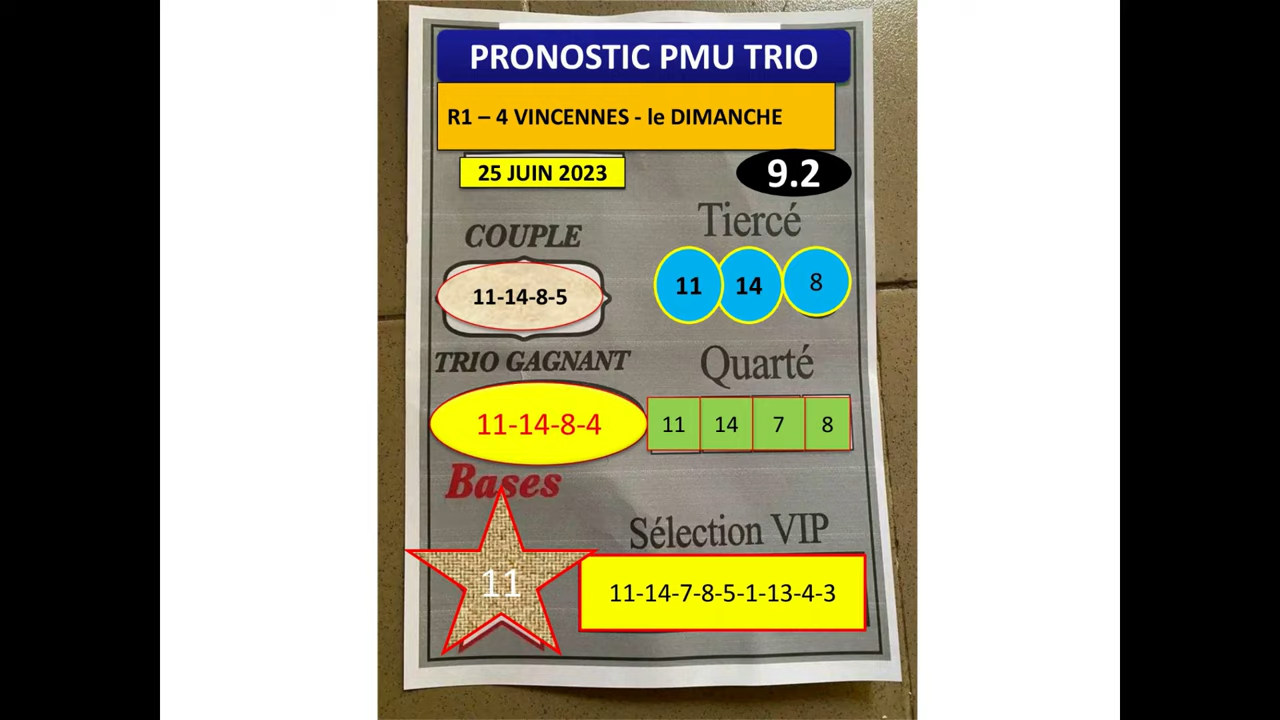 PRONOSTIC PMU TRIO
R1 – 4 VINCENNES - le DIMANCHE
25 JUIN 2023
9.2
COUPLE
11-14-8-5
Tiercé
11 14 8
TRIO GAGNANT
11-14-8-4
Quarté
11 14 7 8
Bases
11
Sélection VIP
11-14-7-8-5-1-13-4-3